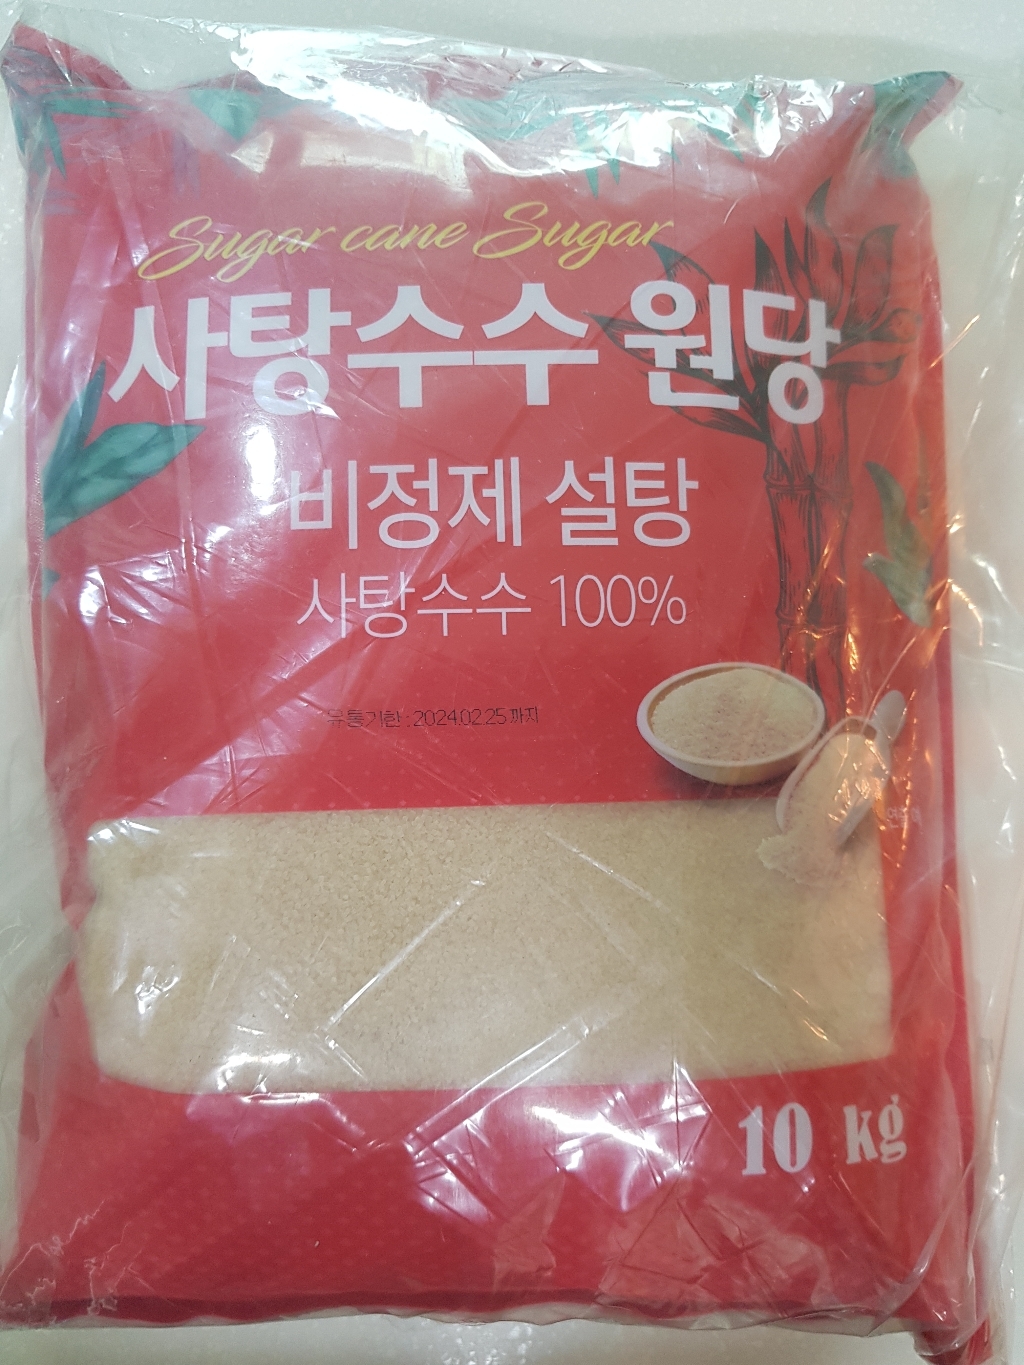 Sugar cane Sugar
사탕수수 원당
비정제 설탕
사탕수수 100%
유통기한 : 2024.02.25 까지
10 kg